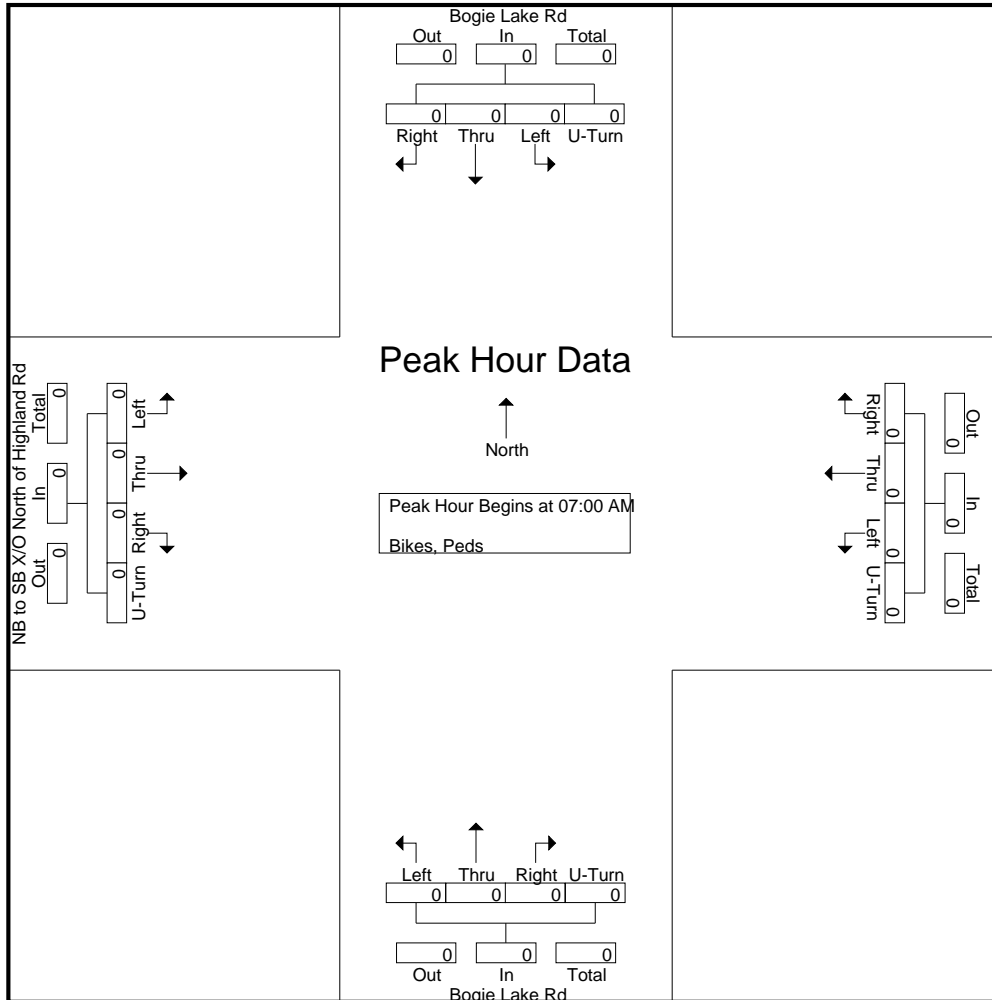 Bogie Lake Rd
Out In Total
0 0 0
0 0 0 0
Right Thru Left U-Turn
Peak Hour Data
North
Peak Hour Begins at 07:00 AM
Bikes, Peds
NB to SB X/O North of Highland Rd
Total In Out
0 0 0
0 0 0 0
Left Thru Right U-Turn
Right Thru Left U-Turn
0 0 0 0
Out In Total
0 0 0
Left Thru Right U-Turn
0 0 0 0
0 0 0
Out In Total
Bogie Lake Rd